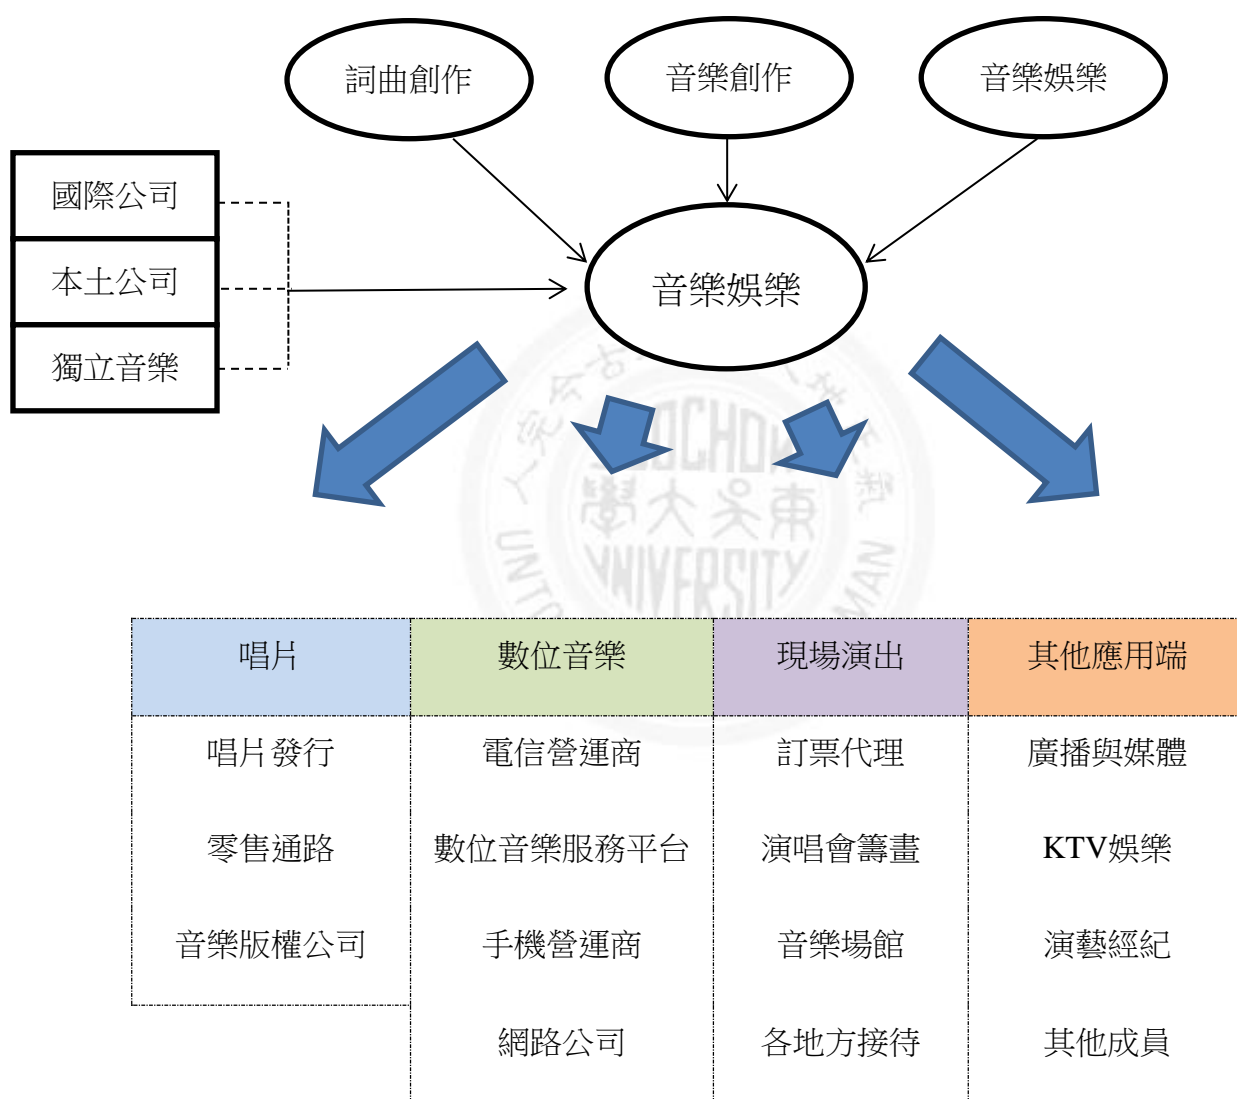 詞曲創作
音樂創作
音樂娛樂
國際公司
本土公司
獨立音樂
音樂娛樂
學大吳東
UNIVERSITY
唱片 數位音樂 現場演出 其他應用端
唱片發行 電信營運商 訂票代理 廣播與媒體
零售通路 數位音樂服務平台 演唱會籌畫 KTV娛樂
音樂版權公司 手機營運商 音樂場館 演藝經紀
網路公司 各地方接待 其他成員